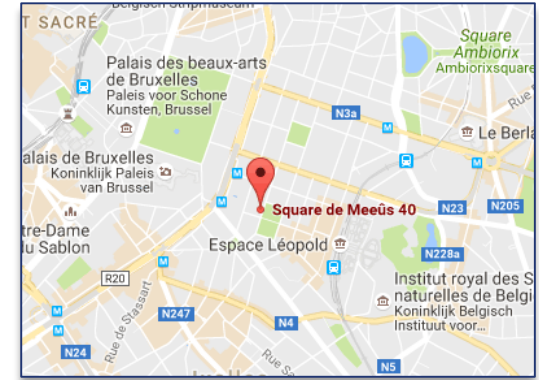 Belgisch Stripmuseum
T SACRÉ
Square
Ambiorix
Ambiorixsquare
Palais des beaux-arts
de Bruxelles
Paleis voor Schone
Kunsten, Brussel
Rue
N3a
M
Le Berla
M
M
alais de Bruxelles
Koninklijk Paleis
van Brussel
M
M
Square de Meeûs 40
N23
N205
tre-Dame
u Sablon
Espace Léopold
N228a
M
R20
Institut royal des S
naturelles de Belgi
Koninklijk Belgisch
Instituut voor...
M
Rue de Stassart
N247
N4
M
N24
Rue Sa
N5